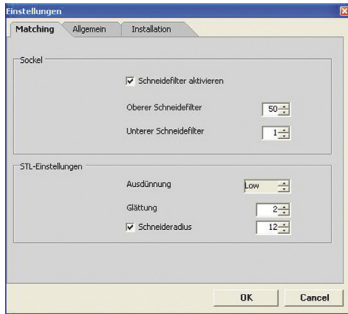 Einstellungen
Matching Allgemein Installation
Sockel
Schneidefilter aktivieren
Oberer Schneidefilter 50
Unterer Schneidefilter 1
STL-Einstellungen
Ausdünnung Low
Glättung 2
Schneideradius 12
OK Cancel